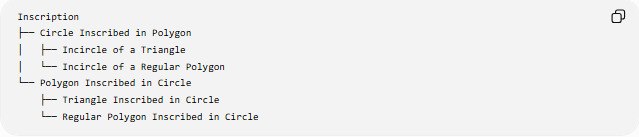 Inscription
├── Circle Inscribed in Polygon
│   ├── Incircle of a Triangle
│   └── Incircle of a Regular Polygon
└── Polygon Inscribed in Circle
    ├── Triangle Inscribed in Circle
    └── Regular Polygon Inscribed in Circle